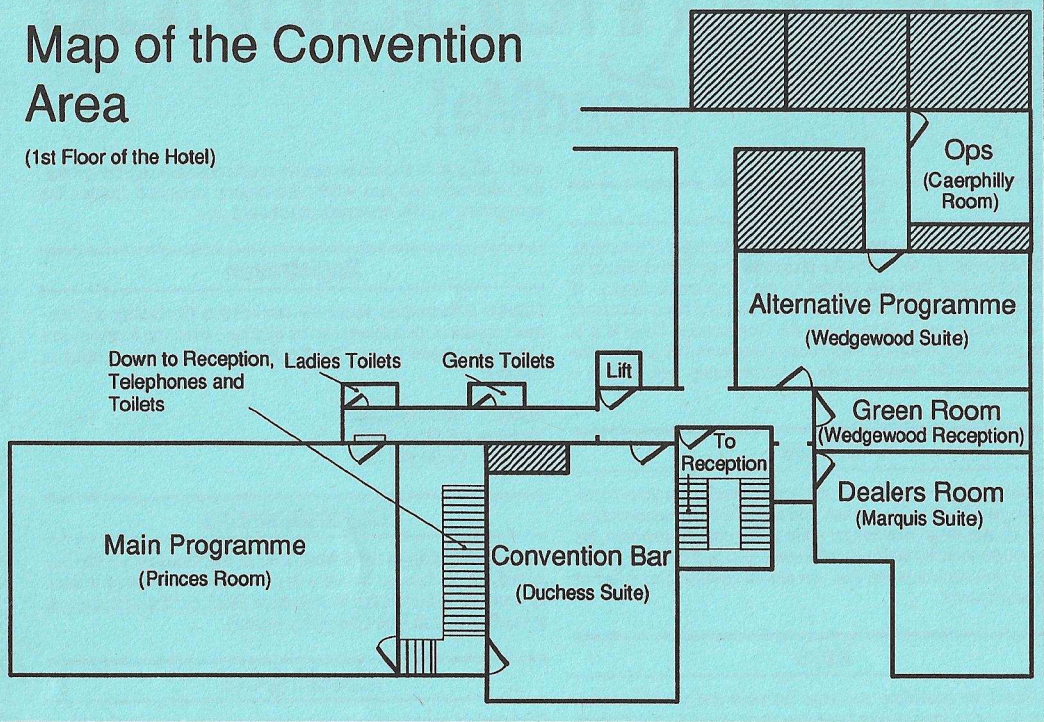 Map of the Convention
Area
(1st Floor of the Hotel)
Ops
(Caerphilly
Room)
Alternative Programme
(Wedgewood Suite)
Down to Reception,
Telephones and
Toilets
Ladies Toilets
Gents Toilets
Lift
Green Room
(Wedgewood Reception)
To
Reception
Dealers Room
(Marquis Suite)
Main Programme
(Princes Room)
Convention Bar
(Duchess Suite)